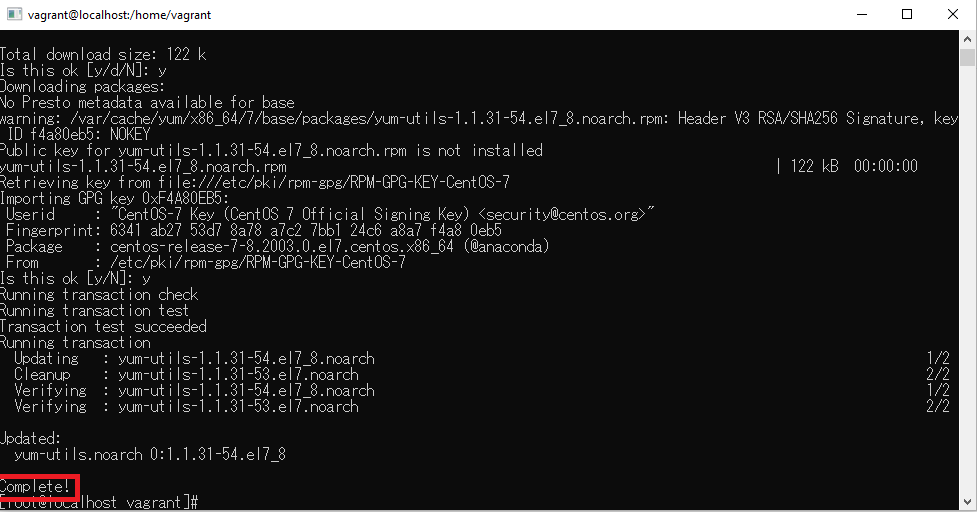 vagrant@localhost:/home/vagrant
Total download size: 122 k
Is this ok [y/d/N]: y
Downloading packages:
No Presto metadata available for base
warning: /var/cache/yum/x86_64/7/base/packages/yum-utils-1.1.31-54.el7_8.noarch.rpm: Header V3 RSA/SHA256 Signature, key
 ID f4a80eb5: NOKEY
Public key for yum-utils-1.1.31-54.el7_8.noarch.rpm is not installed
yum-utils-1.1.31-54.el7_8.noarch.rpm | 122 kB  00:00:00
Retrieving key from file:///etc/pki/rpm-gpg/RPM-GPG-KEY-CentOS-7
Importing GPG key 0xF4A80EB5:
 Userid     : "CentOS-7 Key (CentOS 7 Official Signing Key) <security@centos.org>"
 Fingerprint: 6341 ab27 53d7 8a78 a7c2 7bb1 24c6 a8a7 f4a8 0eb5
 Package    : centos-release-7-8.2003.0.el7.centos.x86_64 (@anaconda)
 From       : /etc/pki/rpm-gpg/RPM-GPG-KEY-CentOS-7
Is this ok [y/N]: y
Running transaction check
Running transaction test
Transaction test succeeded
Running transaction
  Updating   : yum-utils-1.1.31-54.el7_8.noarch 1/2
  Cleanup    : yum-utils-1.1.31-53.el7.noarch 2/2
  Verifying  : yum-utils-1.1.31-54.el7_8.noarch 1/2
  Verifying  : yum-utils-1.1.31-53.el7.noarch 2/2
Updated:
  yum-utils.noarch 0:1.1.31-54.el7_8
Complete!
[root@localhost vagrant]#